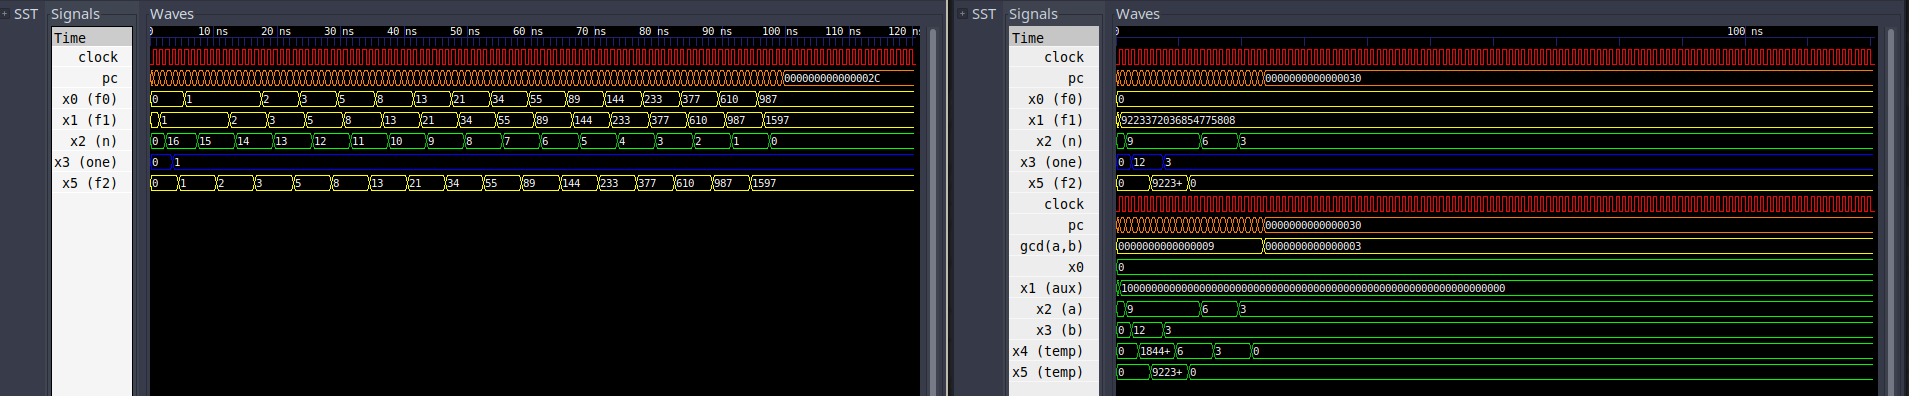 SST Signals Waves
Time 0 10 ns 20 ns 30 ns 40 ns 50 ns 60 ns 70 ns 80 ns 90 ns 100 ns 110 ns 120 ns
clock
pc 000000000000002C
x0 (f0) 0 1 2 3 5 8 13 21 34 55 89 144 233 377 610 987
x1 (f1) 1 2 3 5 8 13 21 34 55 89 144 233 377 610 987 1597
x2 (n) 0 16 15 14 13 12 11 10 9 8 7 6 5 4 3 2 1 0
x3 (one) 0 1
x5 (f2) 0 1 2 3 5 8 13 21 34 55 89 144 233 377 610 987 1597
SST Signals Waves
Time 0 100 ns
clock
pc 0000000000000030
x0 (f0) 0
x1 (f1) 9223372036854775808
x2 (n) 9 6 3
x3 (one) 0 12 3
x5 (f2) 0 9223+ 0
clock
pc 0000000000000030
gcd(a,b) 0000000000000009 0000000000000003
x0 0
x1 (aux) 1000000000000000000000000000000000000000000000000000000000000000
x2 (a) 9 6 3
x3 (b) 0 12 3
x4 (temp) 0 1844+ 6 3 0
x5 (temp) 0 9223+ 0